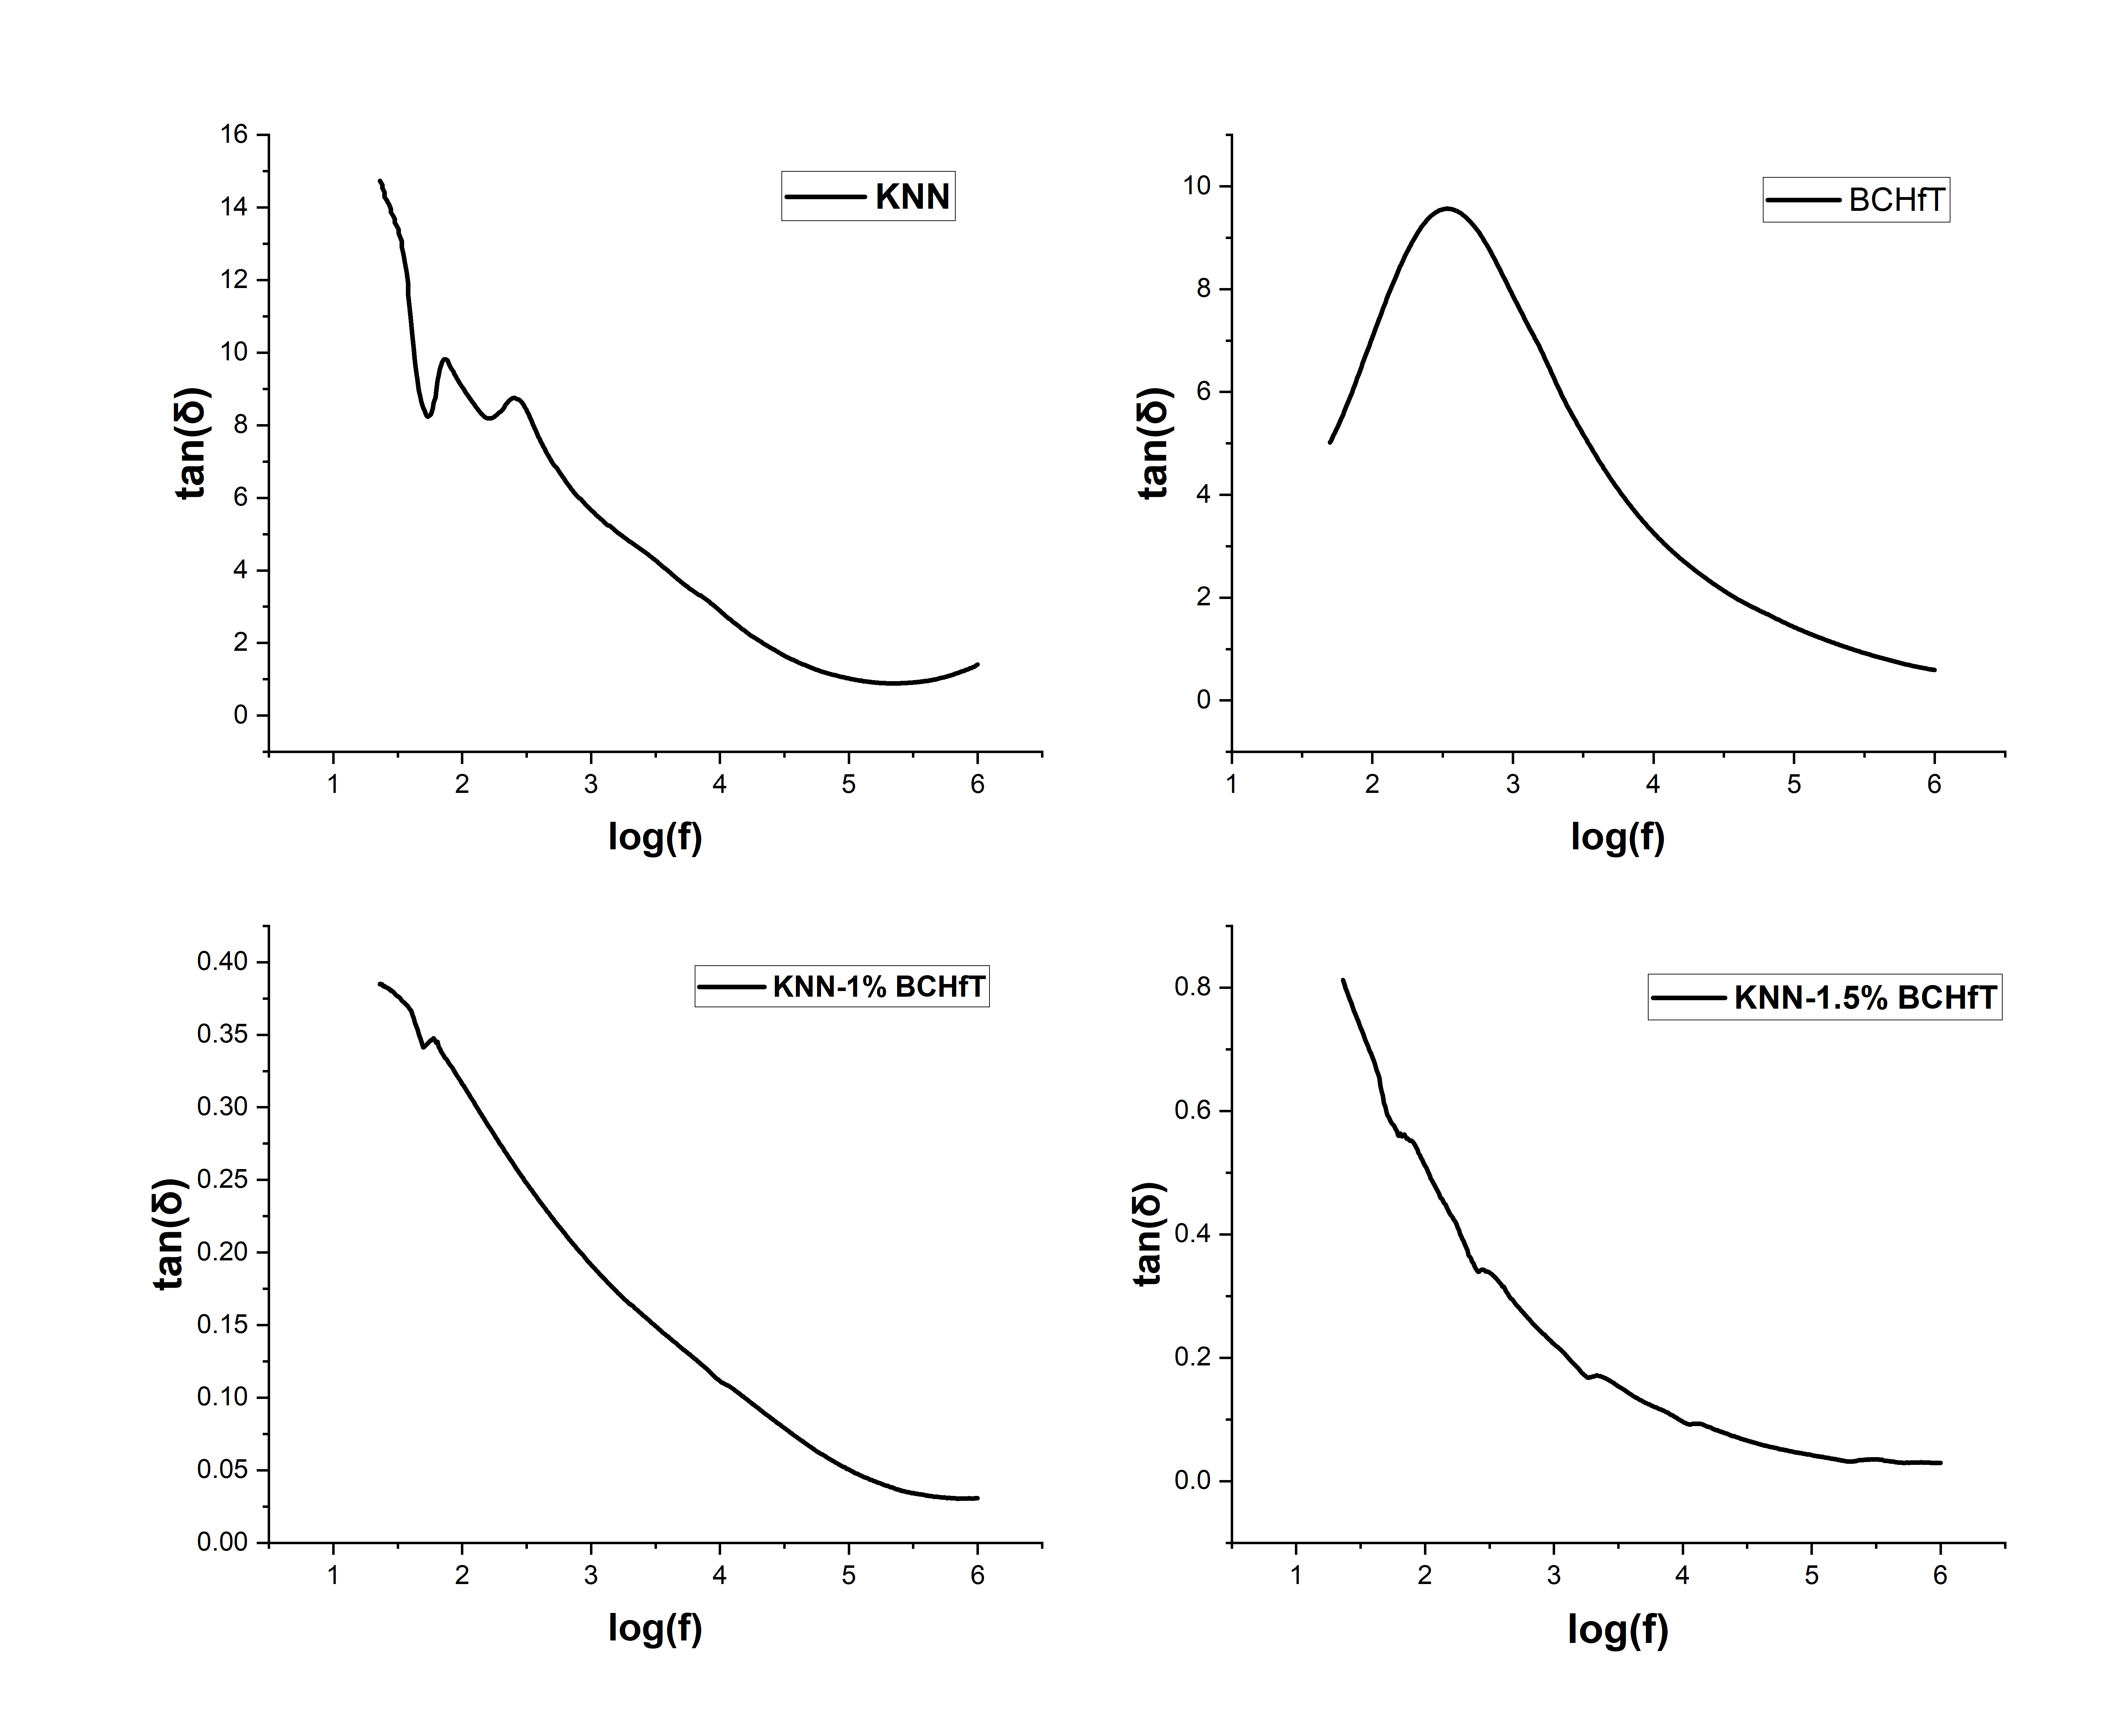 16
14
12
10
8
6
4
2
0
tan(δ)
KNN
1 2 3 4 5 6
log(f)
10
8
6
4
2
0
tan(δ)
BCHfT
1 2 3 4 5 6
log(f)
0.40
0.35
0.30
0.25
0.20
0.15
0.10
0.05
0.00
tan(δ)
KNN-1% BCHfT
1 2 3 4 5 6
log(f)
0.8
0.6
0.4
0.2
0.0
tan(δ)
KNN-1.5% BCHfT
1 2 3 4 5 6
log(f)